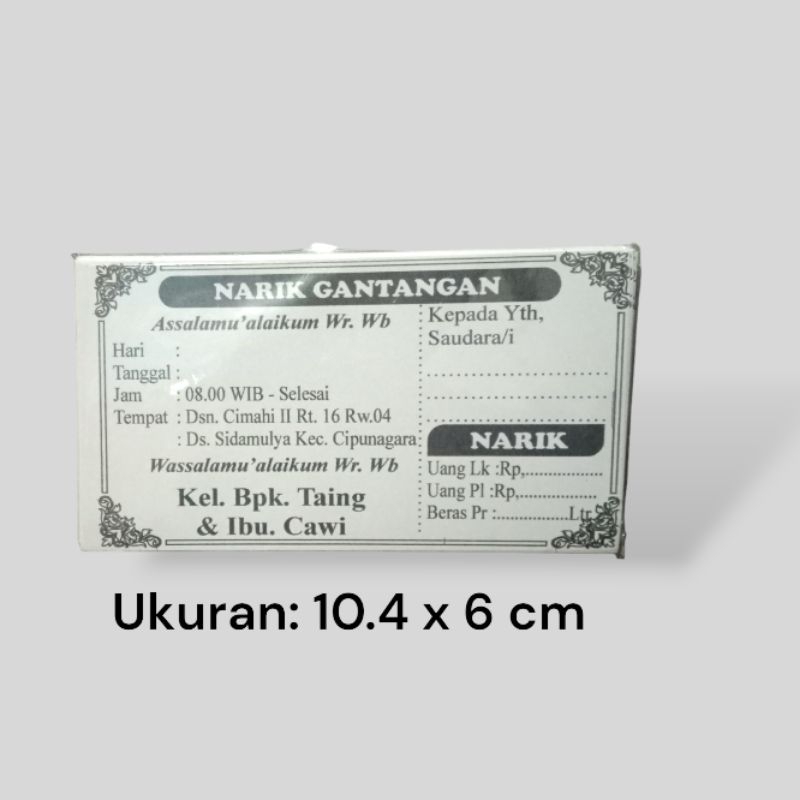 NARIK GANTANGAN
Assalamu'alaikum Wr. Wb
Hari :
Tanggal :
Jam : 08.00 WIB - Selesai
Tempat : Dsn. Cimahi II Rt. 16 Rw.04
: Ds. Sidamulya Kec. Cipunagara
Wassalamu'alaikum Wr. Wb
Kel. Bpk. Taing
& Ibu. Cawi
Kepada Yth,
Saudara/i
NARIK
Uang Lk :Rp,..................
Uang Pl :Rp,..................
Beras Pr :.................Ltr
Ukuran: 10.4 x 6 cm